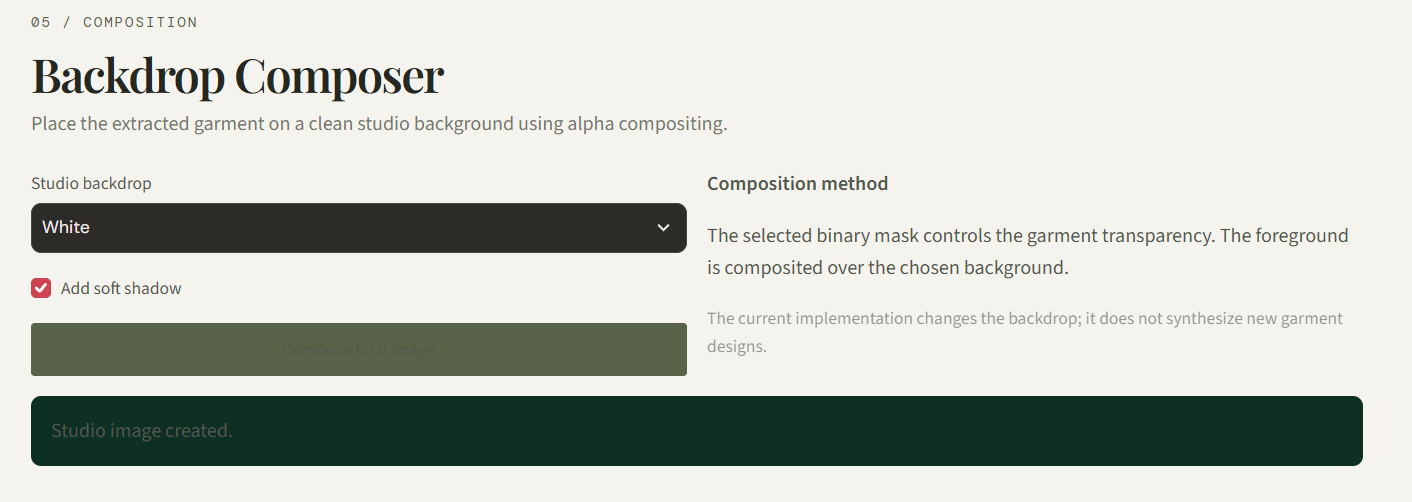 05 / COMPOSITION
Backdrop Composer
Place the extracted garment on a clean studio background using alpha compositing.
Studio backdrop
White
Add soft shadow
Compose final image
Composition method
The selected binary mask controls the garment transparency. The foreground
is composited over the chosen background.
The current implementation changes the backdrop; it does not synthesize new garment
designs.
Studio image created.